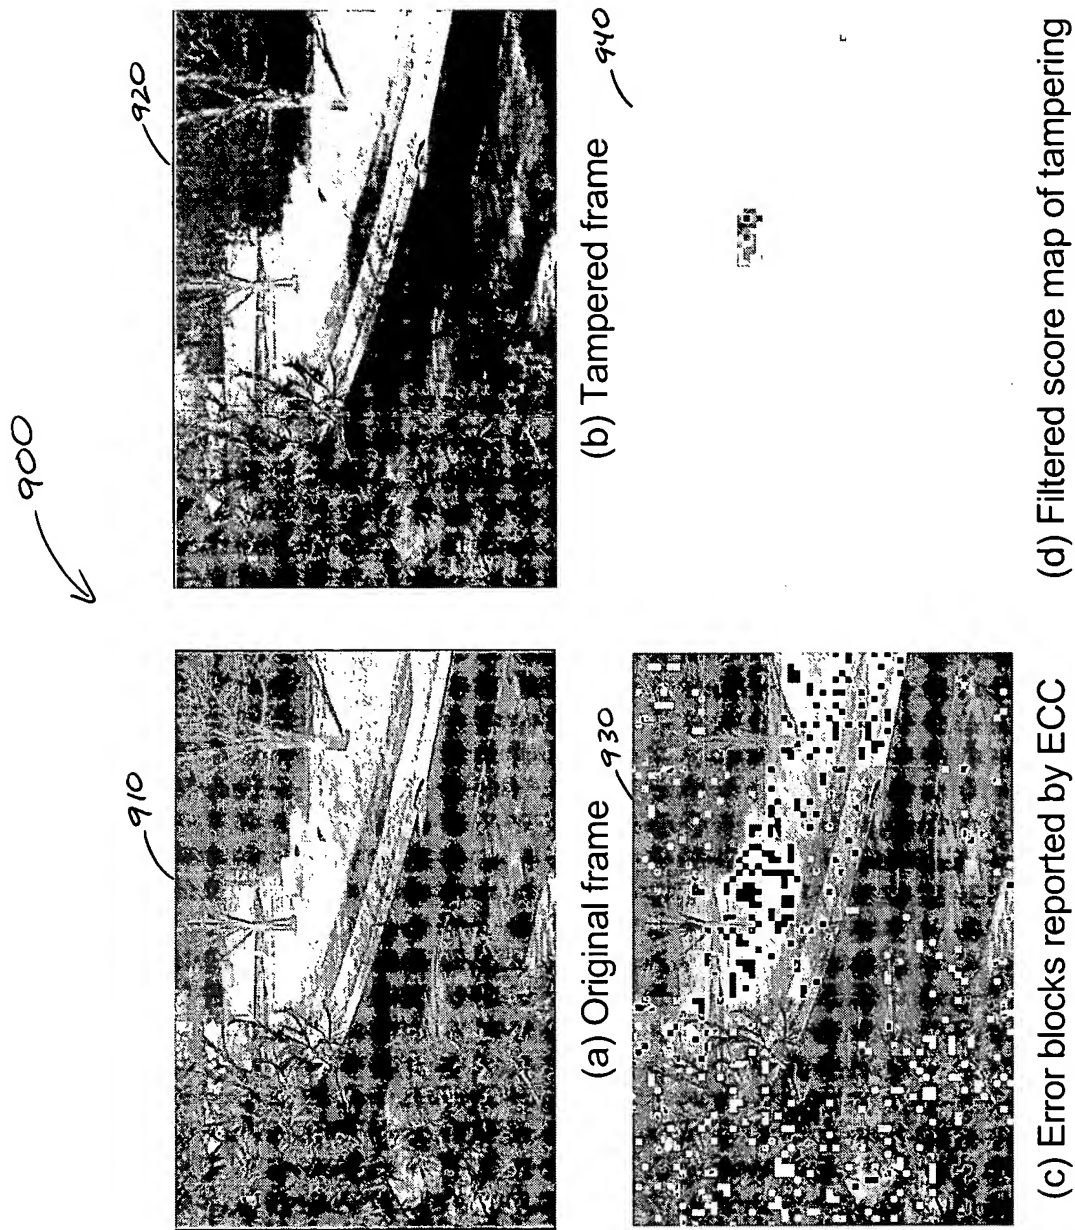 900
910
920
(a) Original frame
(b) Tampered frame
930
940
(c) Error blocks reported by ECC
(d) Filtered score map of tampering